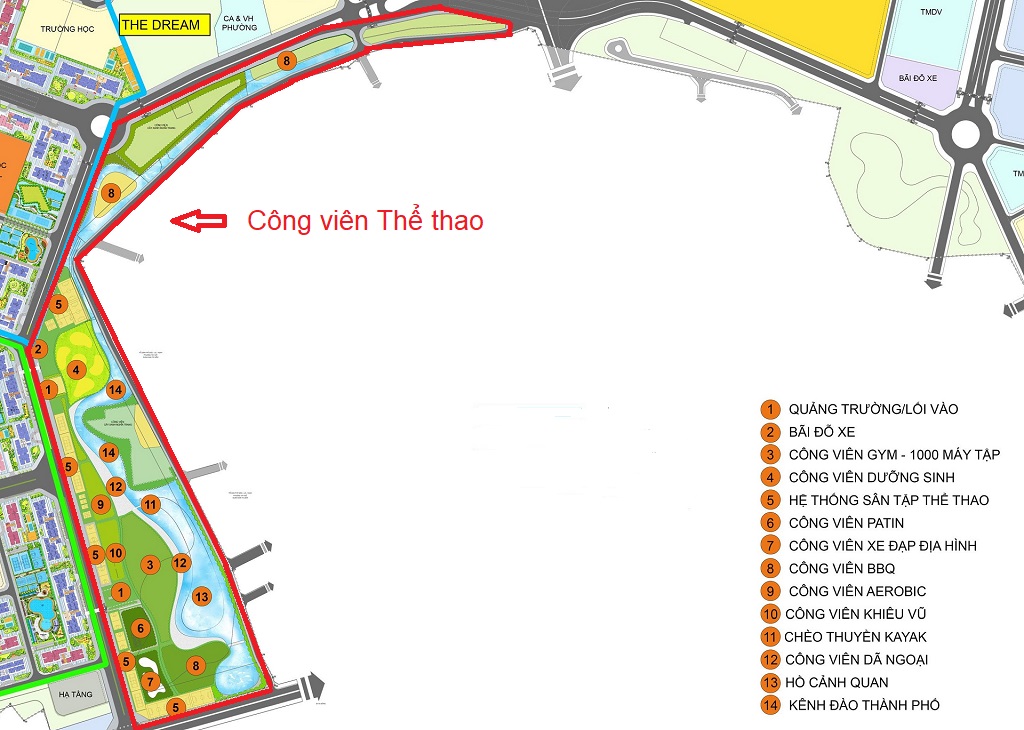 TRƯỜNG HỌC
THE DREAM
CA & VH
PHƯỜNG
TMDV
BÃI ĐỖ XE
8
8
Công viên Thể thao
5
2
4
1
14
14
5
12
9
11
5
10
3
12
1
13
6
5
8
7
5
HẠ TẦNG
1 QUẢNG TRƯỜNG/LỐI VÀO
2 BÃI ĐỖ XE
3 CÔNG VIÊN GYM - 1000 MÁY TẬP
4 CÔNG VIÊN DƯỠNG SINH
5 HỆ THỐNG SÂN TẬP THỂ THAO
6 CÔNG VIÊN PATIN
7 CÔNG VIÊN XE ĐẠP ĐỊA HÌNH
8 CÔNG VIÊN BBQ
9 CÔNG VIÊN AEROBIC
10 CÔNG VIÊN KHIÊU VŨ
11 CHÈO THUYỀN KAYAK
12 CÔNG VIÊN DÃ NGOẠI
13 HỒ CẢNH QUAN
14 KÊNH ĐÀO THÀNH PHỐ